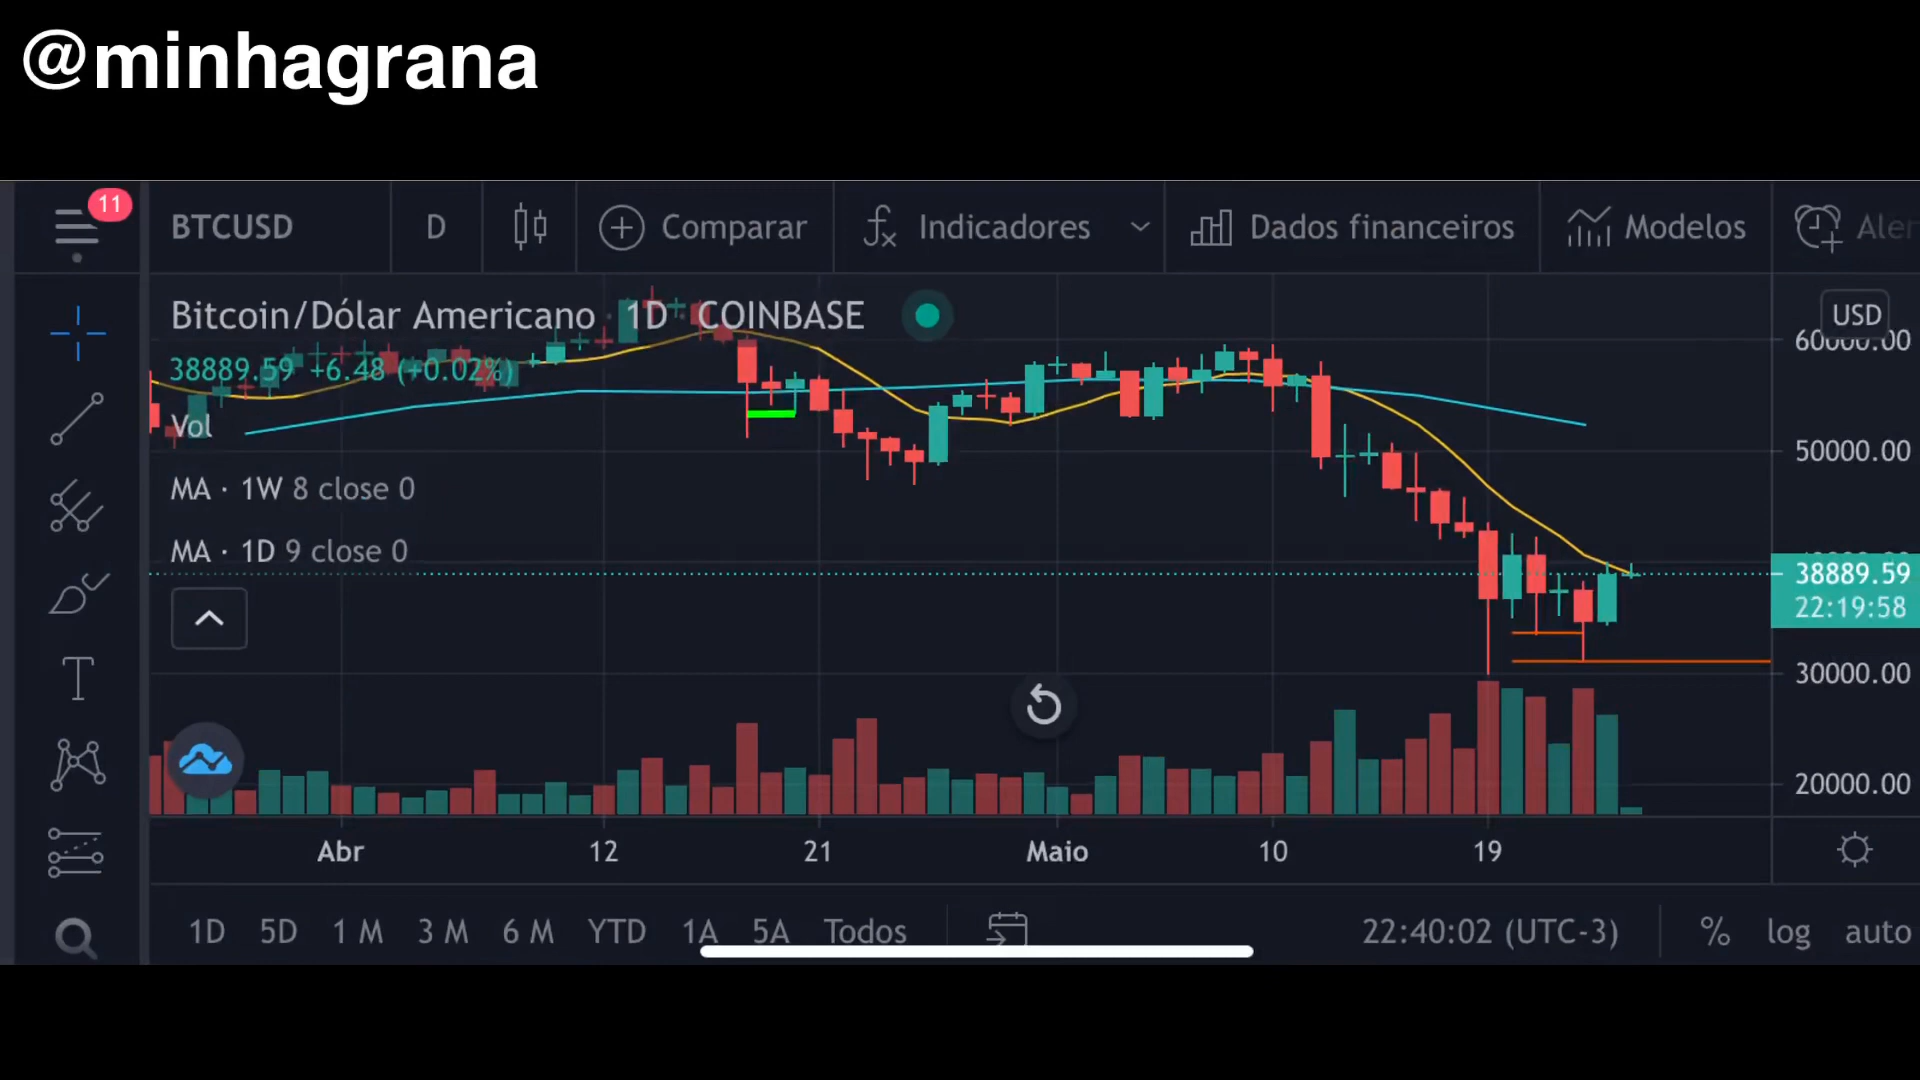 @minhagrana
11
BTCUSD D Comparar Indicadores Dados financeiros Modelos
Bitcoin/Dólar Americano · 1D · COINBASE
USD
60000.00
38889.59 +6.48 (+0.02%)
Vol
50000.00
MA · 1W 8 close 0
MA · 1D 9 close 0
38889.59
22:19:58
30000.00
20000.00
Abr 12 21 Maio 10 19
1D 5D 1 M 3 M 6 M YTD 1A 5A Todos 22:40:02 (UTC-3) % log auto